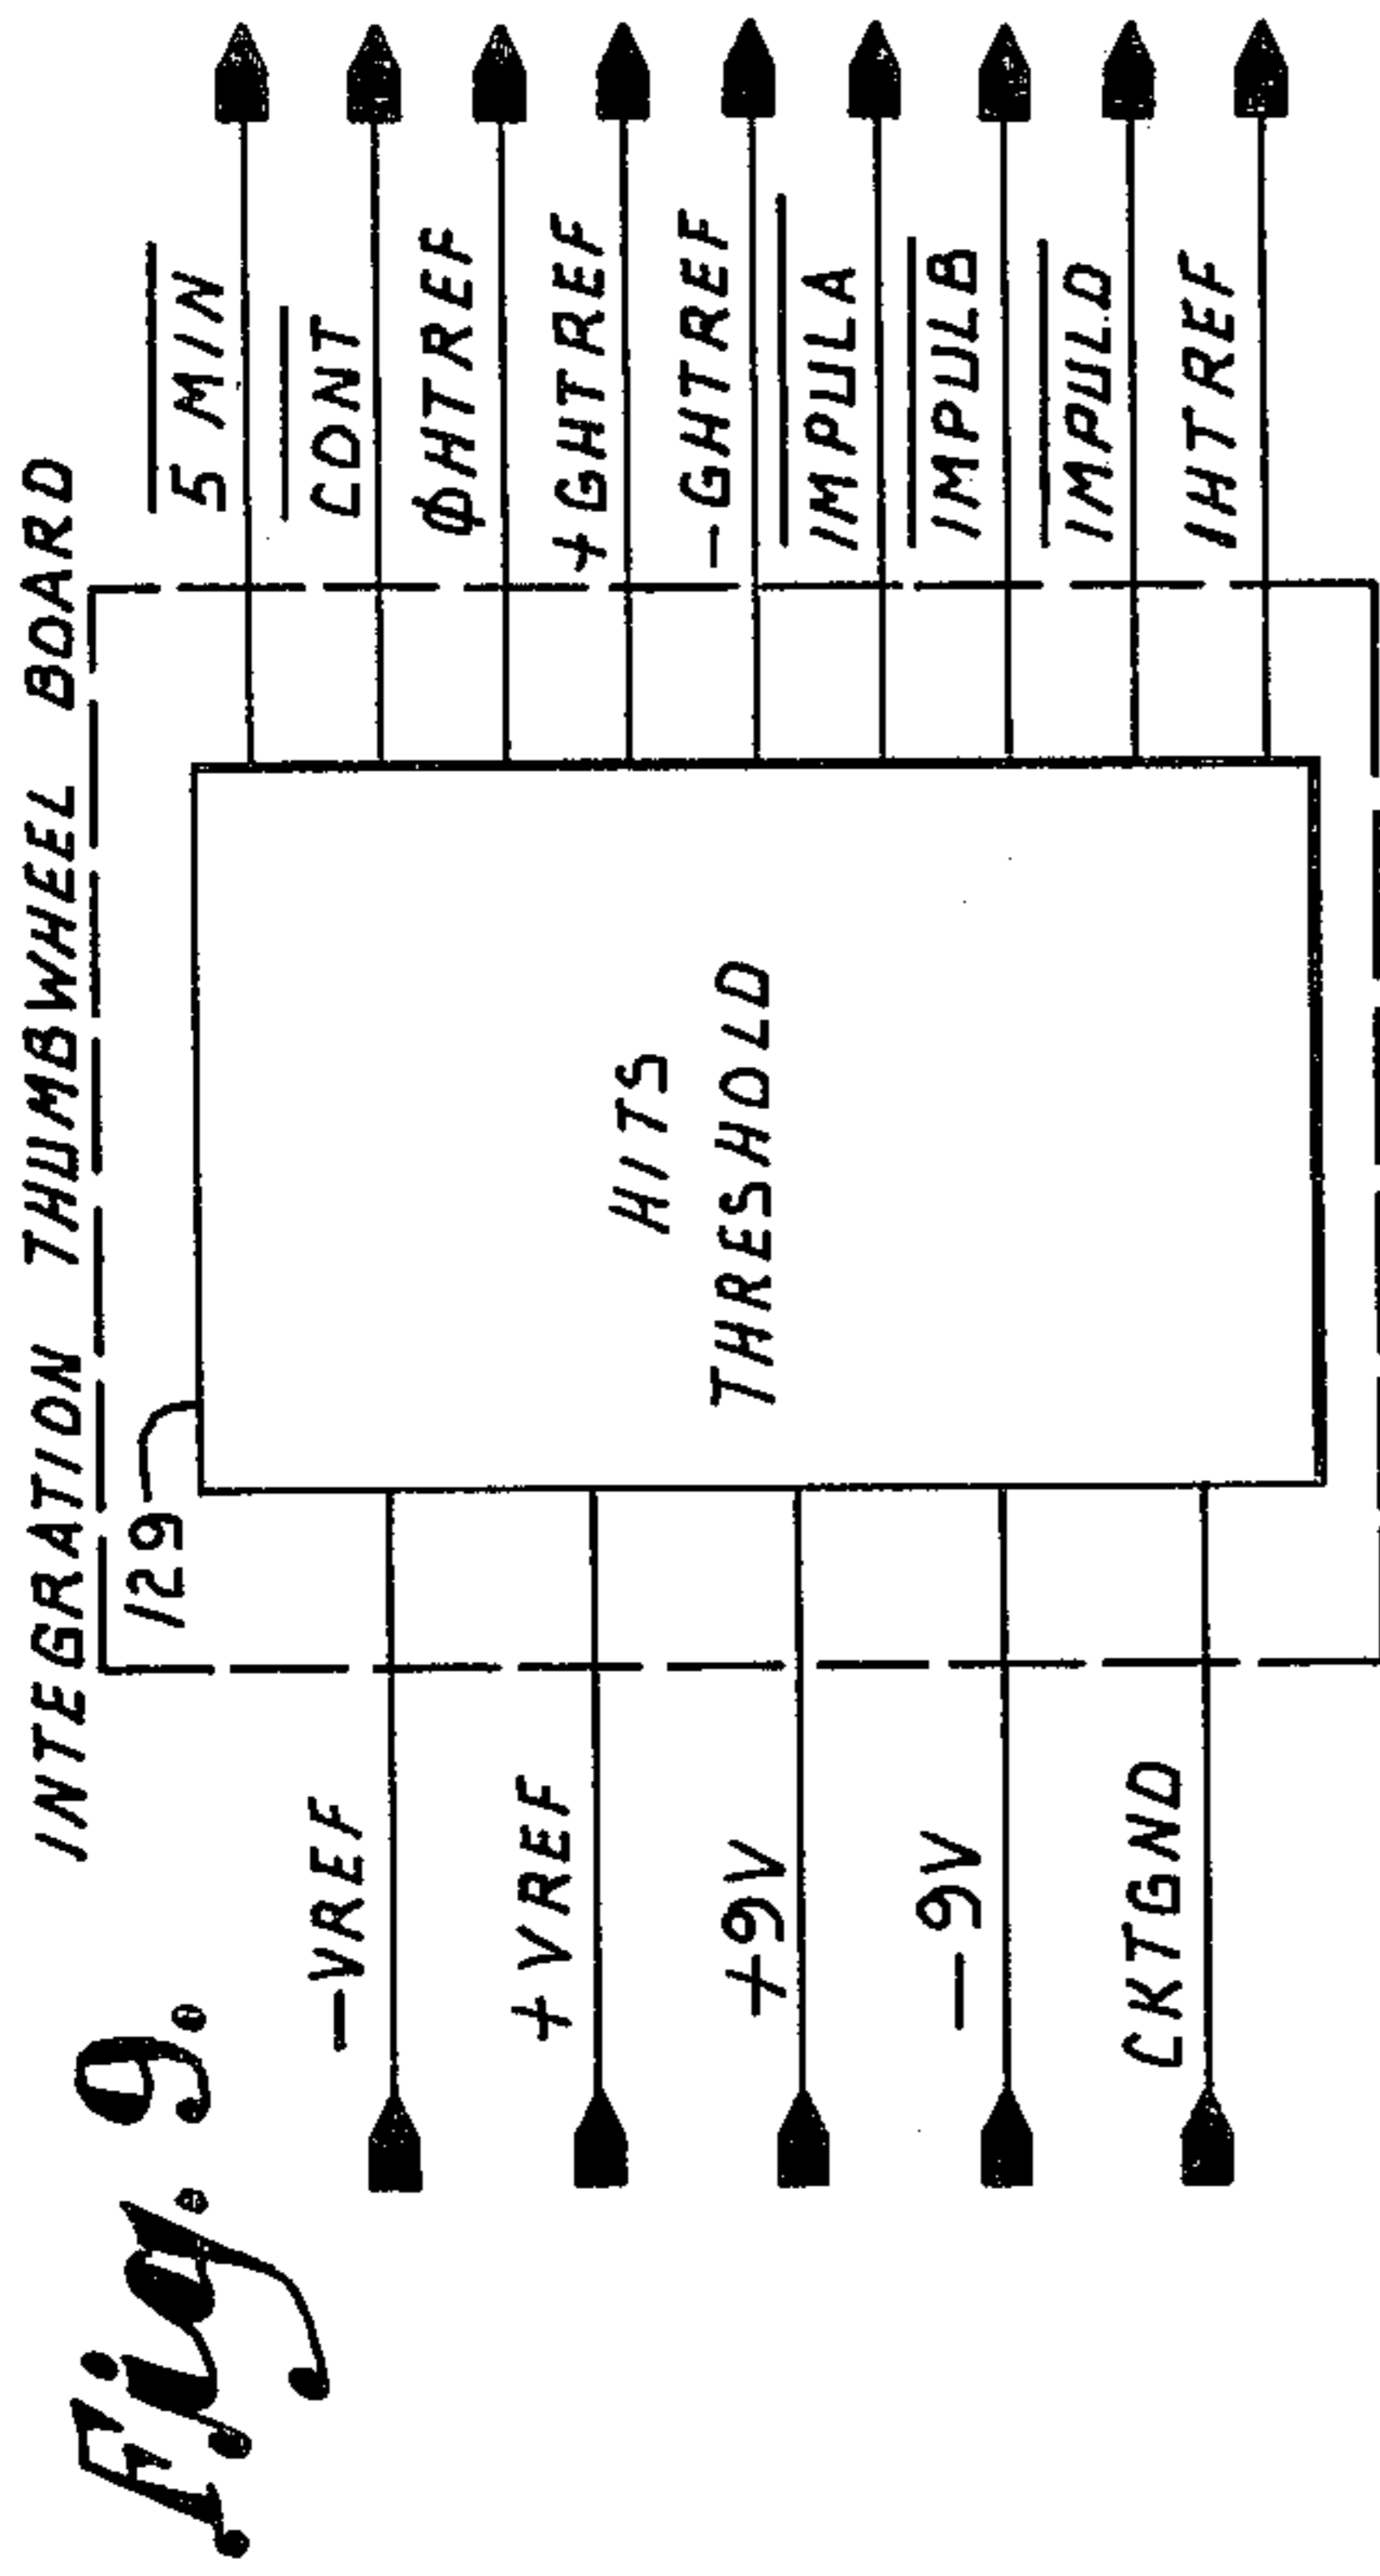 Fig. 9.
INTEGRATION THUMBWHEEL BOARD
129
-VREF
+VREF
+9V
-9V
CKTGND
HITS
THRESHOLD
5 MIN
CONT
ΦHTREF
+GHTREF
-GHTREF
IMPULA
IMPULB
IMPULD
IHTREF